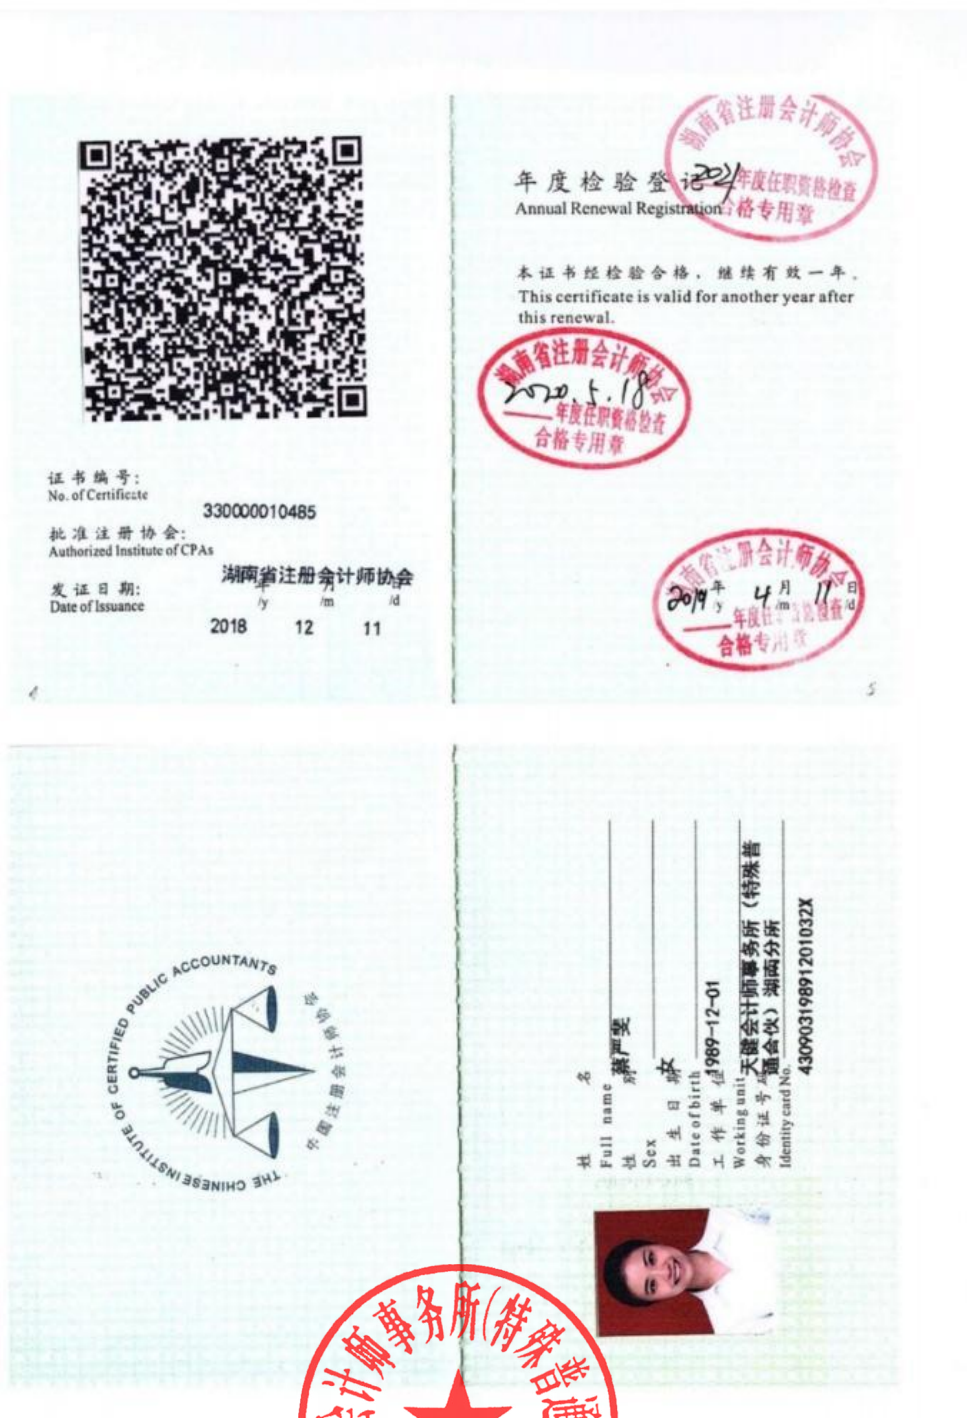 证书编号:
No. of Certificate
330000010485
批准注册协会:
Authorized Institute of CPAs
湖南省注册会计师协会
发证日期:
Date of Issuance
年 月 日
/y /m /d
2018 12 11
4
湖南省注册会计师协会
2021年度任职资格检查
合格专用章
年度检验登记
Annual Renewal Registration
本证书经检验合格,继续有效一年。
This certificate is valid for another year after
this renewal.
湖南省注册会计师协会
2020.5.18
年度任职资格检查
合格专用章
湖南省注册会计师协会
2019年 4月 11日
/y /m /d
年度任职资格检查
合格专用章
5
THE CHINESE INSTITUTE OF CERTIFIED PUBLIC ACCOUNTANTS
中国注册会计师协会
姓名
Full name
严雯
性别
Sex
女
出生日期
Date of birth
1989-12-01
工作单位
Working unit
天健会计师事务所(特殊普
通合伙)湖南分所
身份证号码
Identity card No.
43090319891201032X
计师事务所(特殊普通